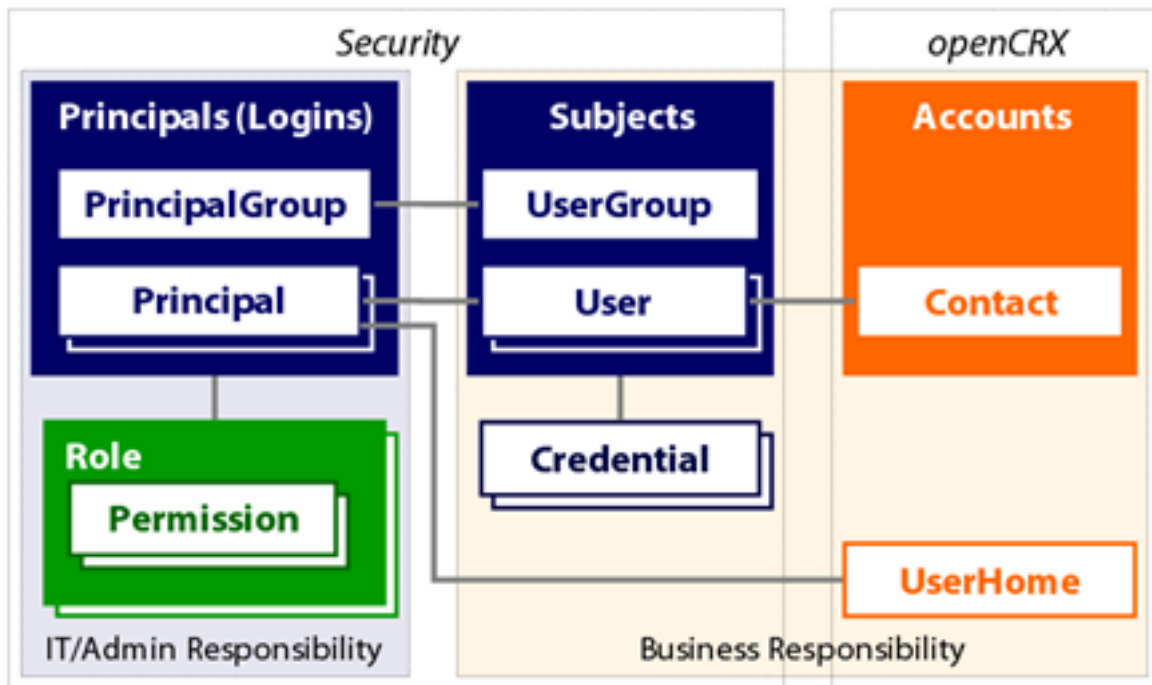 Security
openCRX
Principals (Logins)
Subjects
Accounts
PrincipalGroup
UserGroup
Principal
User
Contact
Role
Permission
Credential
UserHome
IT/Admin Responsibility
Business Responsibility